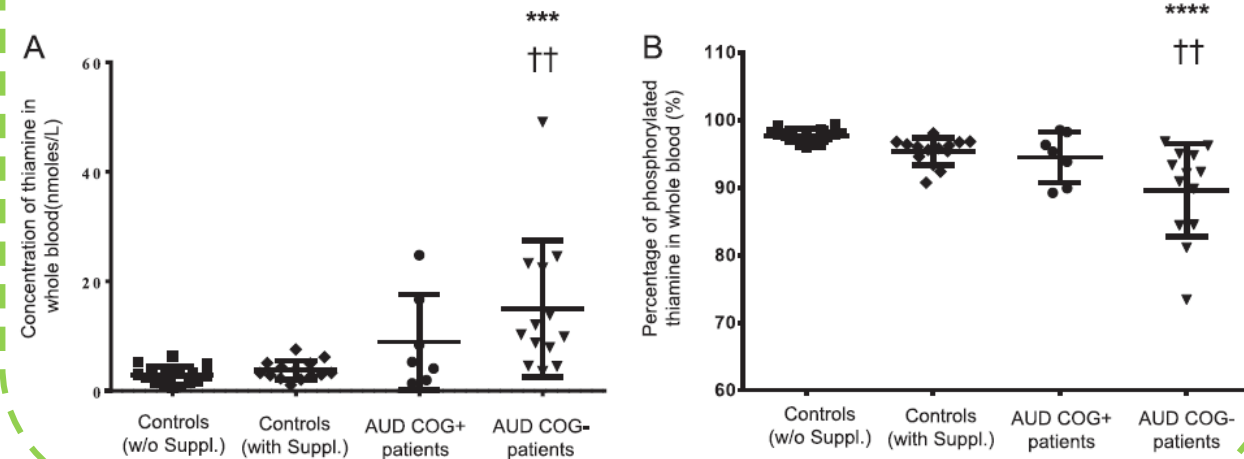 A
***
††
Concentration of thiamine in
whole blood(nmoles/L)
60
40
20
0
Controls
(w/o Suppl.)
Controls
(with Suppl.)
AUD COG+
patients
AUD COG-
patients
B
****
††
Percentage of phosphorylated
thiamine in whole blood (%)
110
100
90
80
70
60
Controls
(w/o Suppl.)
Controls
(with Suppl.)
AUD COG+
patients
AUD COG-
patients